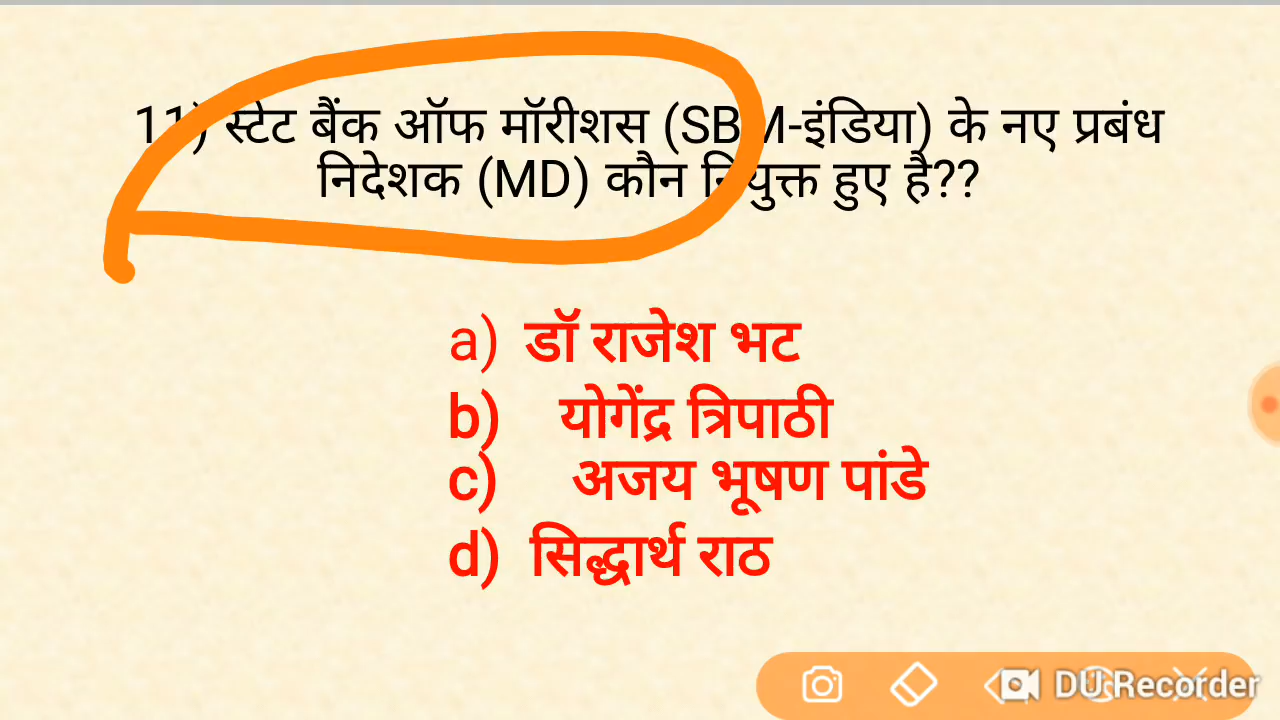 11) स्टेट बैंक ऑफ मॉरीशस (SBM-इंडिया) के नए प्रबंध
निदेशक (MD) कौन नियुक्त हुए है??
a) डॉ राजेश भट
b) योगेंद्र त्रिपाठी
c) अजय भूषण पांडे
d) सिद्धार्थ राठ
DU Recorder